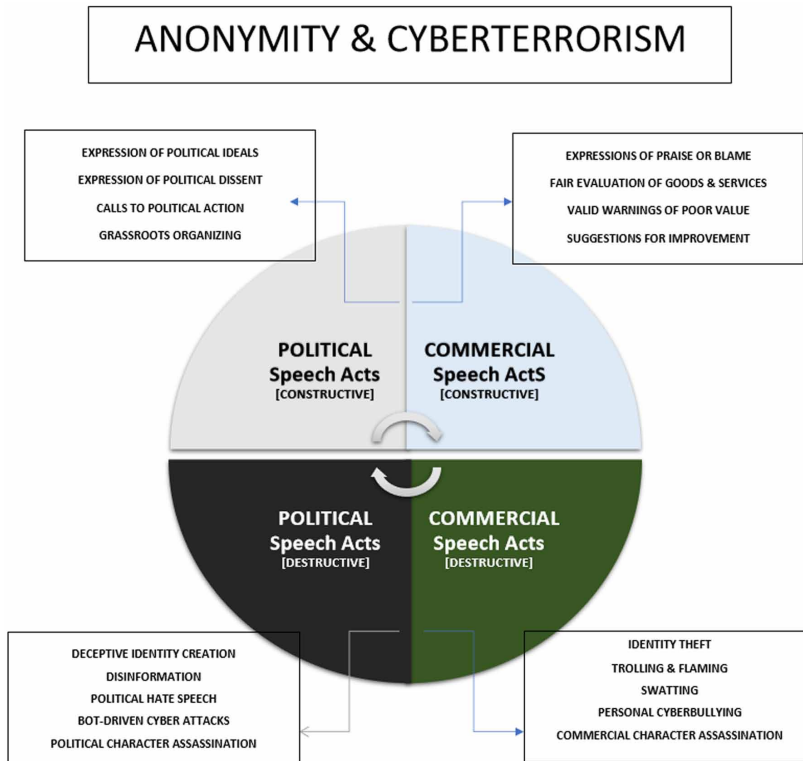 ANONYMITY & CYBERTERRORISM
EXPRESSION OF POLITICAL IDEALS
EXPRESSION OF POLITICAL DISSENT
CALLS TO POLITICAL ACTION
GRASSROOTS ORGANIZING
EXPRESSIONS OF PRAISE OR BLAME
FAIR EVALUATION OF GOODS & SERVICES
VALID WARNINGS OF POOR VALUE
SUGGESTIONS FOR IMPROVEMENT
POLITICAL
Speech Acts
[CONSTRUCTIVE]
COMMERCIAL
Speech ActS
[CONSTRUCTIVE]
POLITICAL
Speech Acts
[DESTRUCTIVE]
COMMERCIAL
Speech Acts
[DESTRUCTIVE]
DECEPTIVE IDENTITY CREATION
DISINFORMATION
POLITICAL HATE SPEECH
BOT-DRIVEN CYBER ATTACKS
POLITICAL CHARACTER ASSASSINATION
IDENTITY THEFT
TROLLING & FLAMING
SWATTING
PERSONAL CYBERBULLYING
COMMERCIAL CHARACTER ASSASSINATION